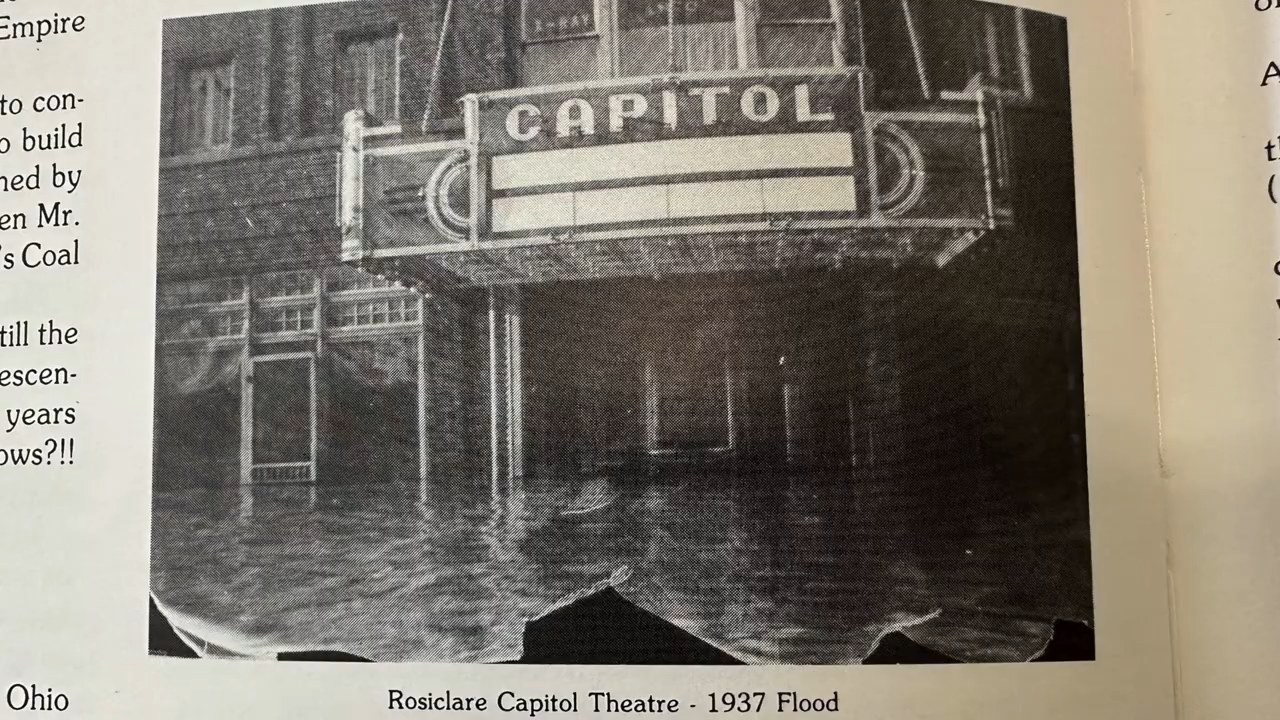 Empire
to con-
o build
ned by
en Mr.
's Coal
till the
escen-
years
ows?!!
Ohio
X-RAY
CAPITOL
Rosiclare Capitol Theatre - 1937 Flood
A
(